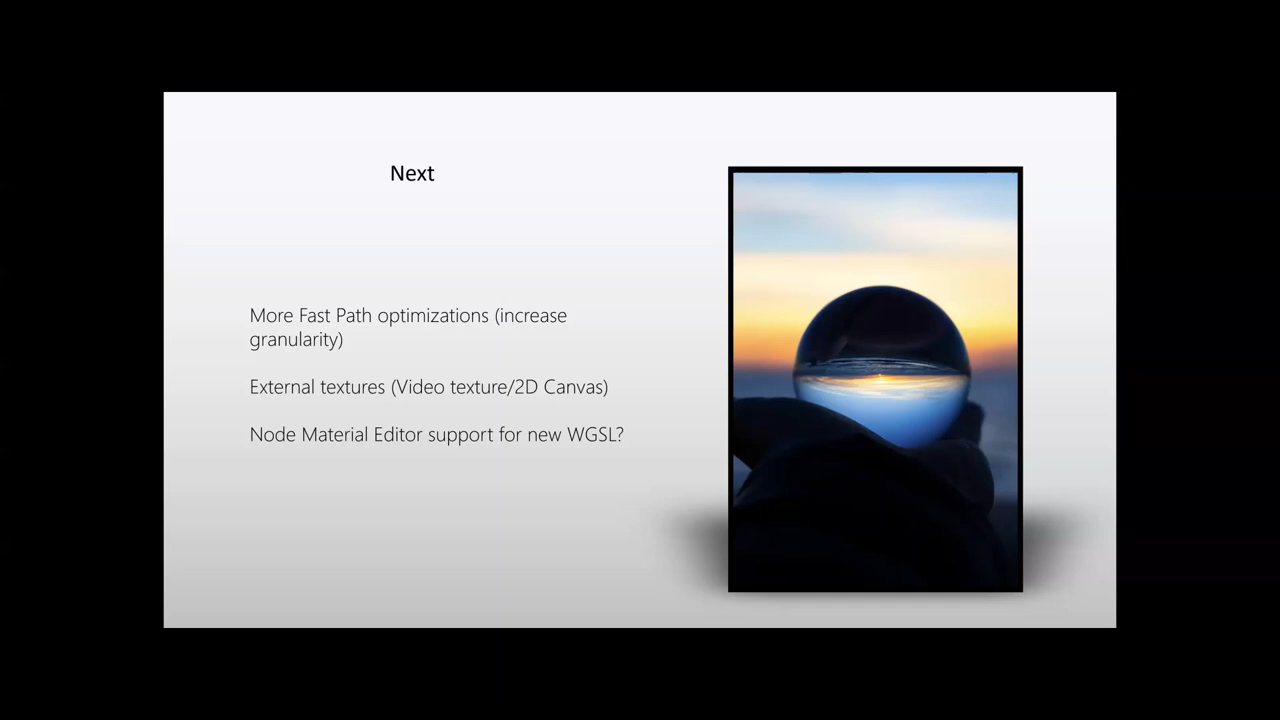 Next
More Fast Path optimizations (increase
granularity)
External textures (Video texture/2D Canvas)
Node Material Editor support for new WGSL?